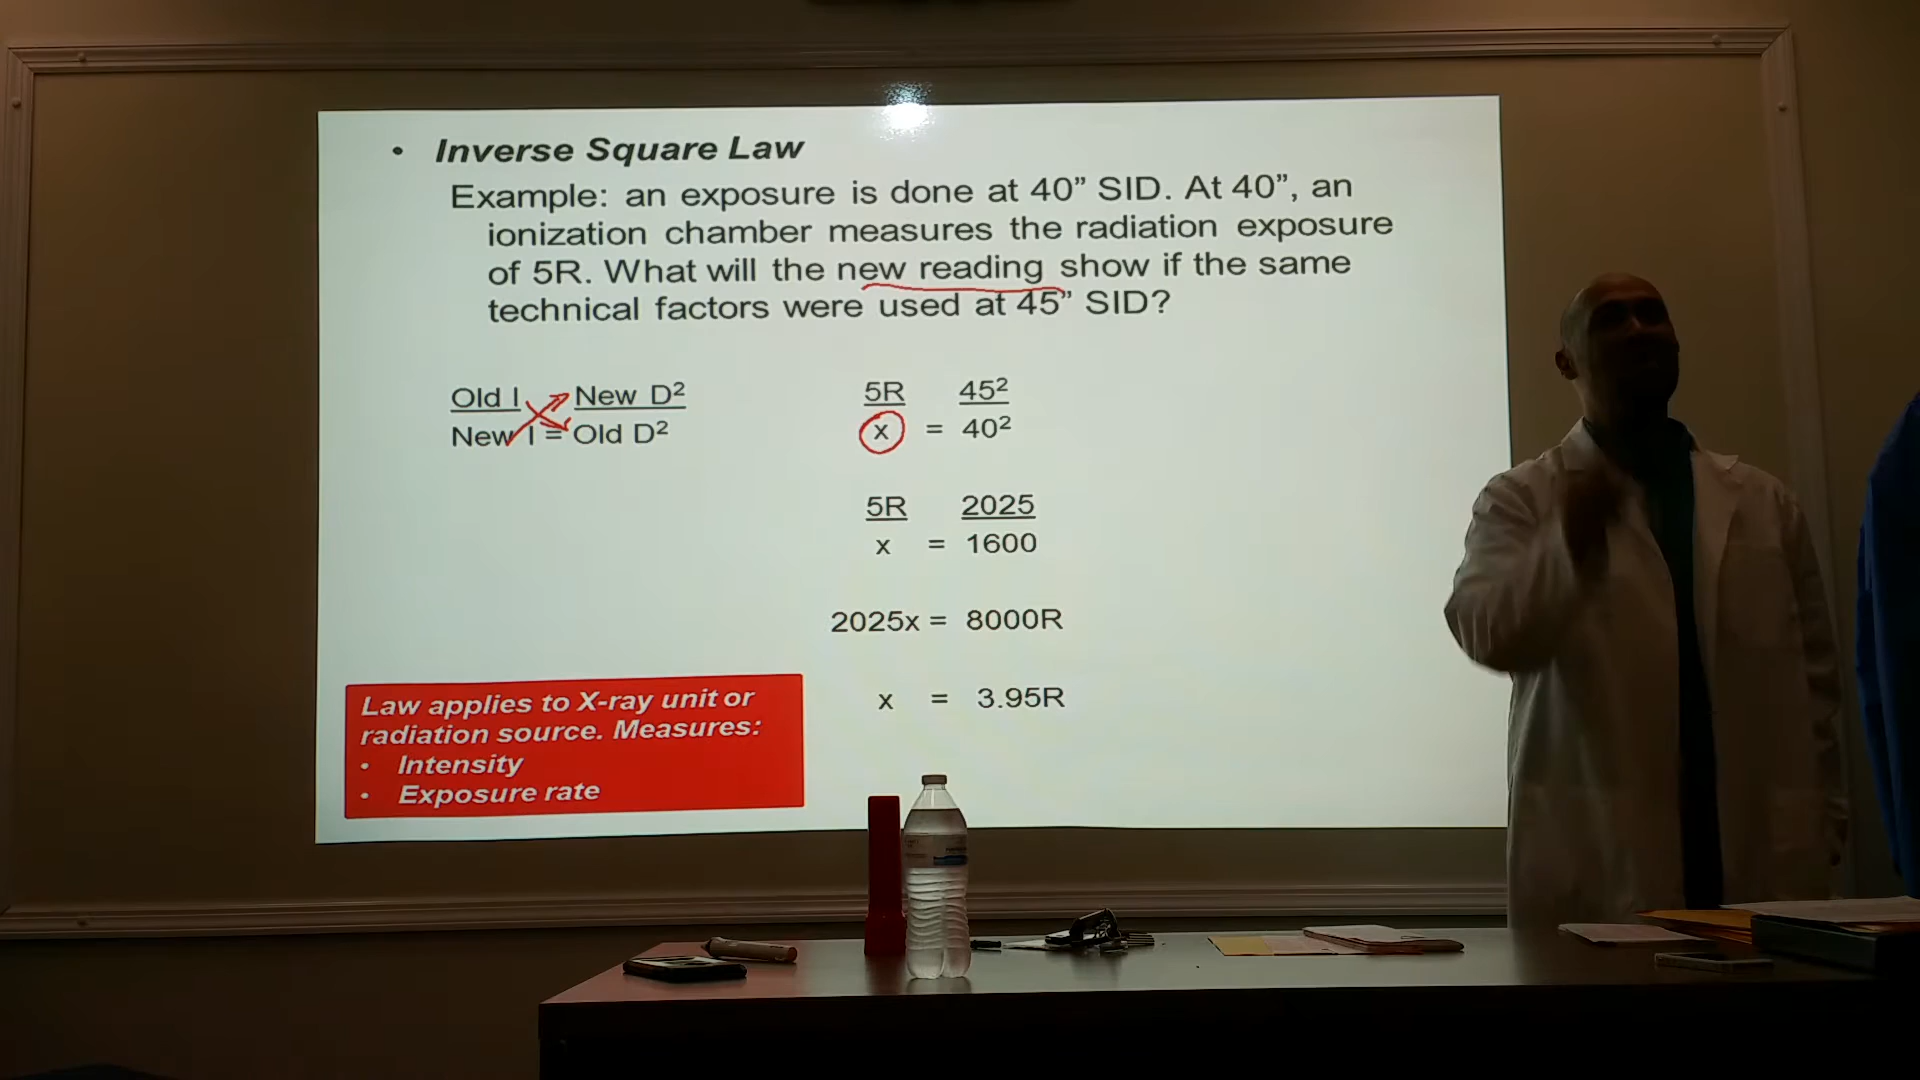 • Inverse Square Law
Example: an exposure is done at 40” SID. At 40”, an
ionization chamber measures the radiation exposure
of 5R. What will the new reading show if the same
technical factors were used at 45” SID?
Old I New D²
New I = Old D²
5R 45²
x = 40²
5R 2025
x = 1600
2025x = 8000R
x = 3.95R
Law applies to X-ray unit or
radiation source. Measures:
• Intensity
• Exposure rate